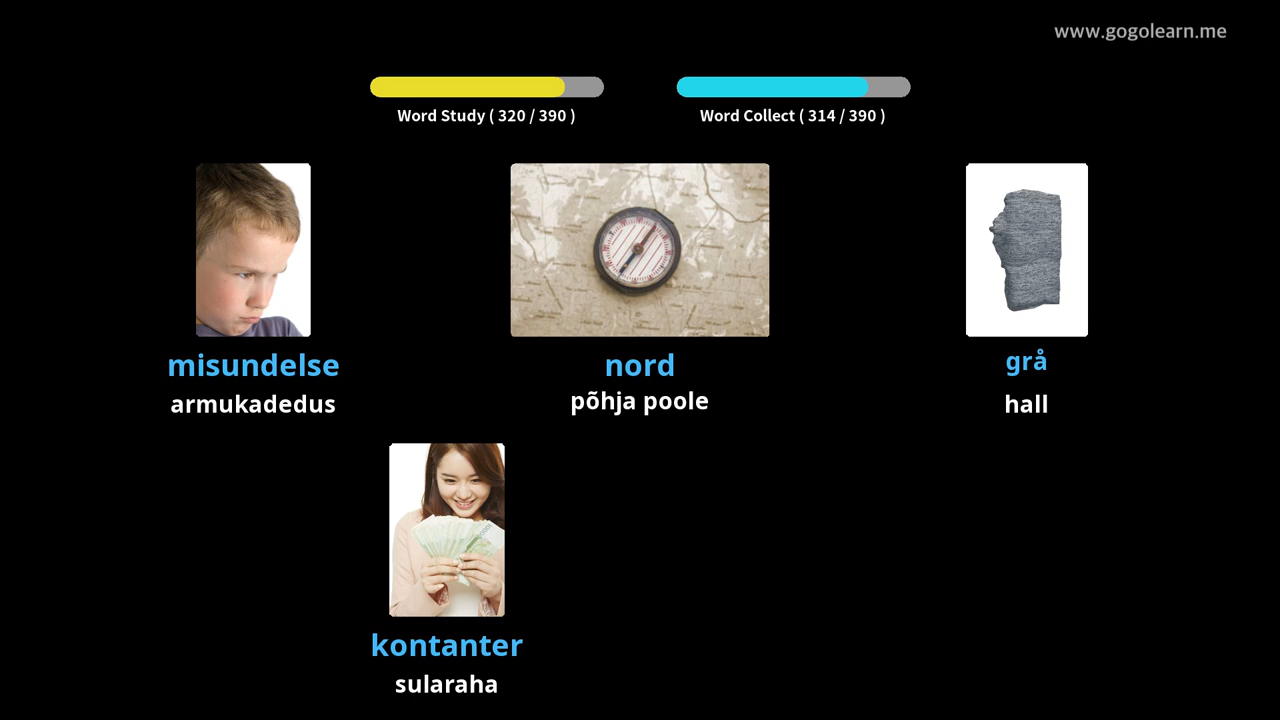 www.gogolearn.me
Word Study ( 320 / 390 )
Word Collect ( 314 / 390 )
misundelse
armukadedus
nord
põhja poole
grå
hall
kontanter
sularaha